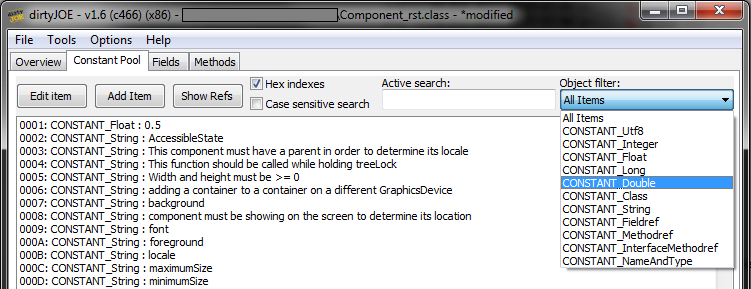 dirtyJOE - v1.6 (c466) (x86) - \Component_rst.class - *modified
File Tools Options Help
Overview Constant Pool Fields Methods
Edit item Add Item Show Refs
Hex indexes
Case sensitive search
Active search:
Object filter:
All Items
All Items
CONSTANT_Utf8
CONSTANT_Integer
CONSTANT_Float
CONSTANT_Long
CONSTANT_Double
CONSTANT_Class
CONSTANT_String
CONSTANT_Fieldref
CONSTANT_Methodref
CONSTANT_InterfaceMethodref
CONSTANT_NameAndType
0001: CONSTANT_Float : 0.5
0002: CONSTANT_String : AccessibleState
0003: CONSTANT_String : This component must have a parent in order to determine its locale
0004: CONSTANT_String : This function should be called while holding treeLock
0005: CONSTANT_String : Width and height must be >= 0
0006: CONSTANT_String : adding a container to a container on a different GraphicsDevice
0007: CONSTANT_String : background
0008: CONSTANT_String : component must be showing on the screen to determine its location
0009: CONSTANT_String : font
000A: CONSTANT_String : foreground
000B: CONSTANT_String : locale
000C: CONSTANT_String : maximumSize
000D: CONSTANT_String : minimumSize